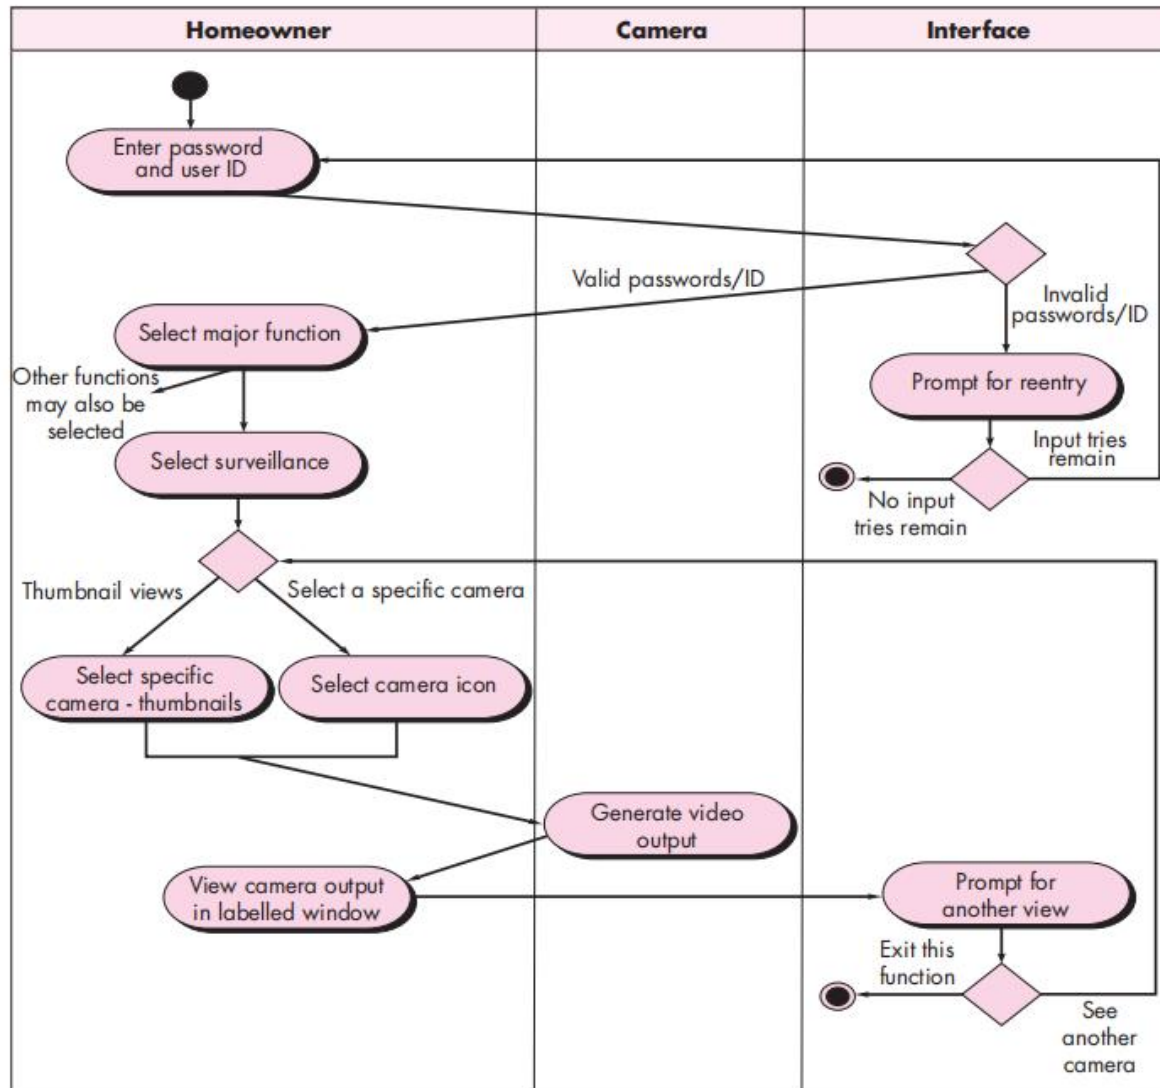 Homeowner
Camera
Interface
Enter password
and user ID
Valid passwords/ID
Invalid
passwords/ID
Select major function
Prompt for reentry
Other functions
may also be
selected
Input tries
remain
Select surveillance
No input
tries remain
Thumbnail views
Select a specific camera
Select specific
camera - thumbnails
Select camera icon
Generate video
output
View camera output
in labelled window
Prompt for
another view
Exit this
function
See
another
camera